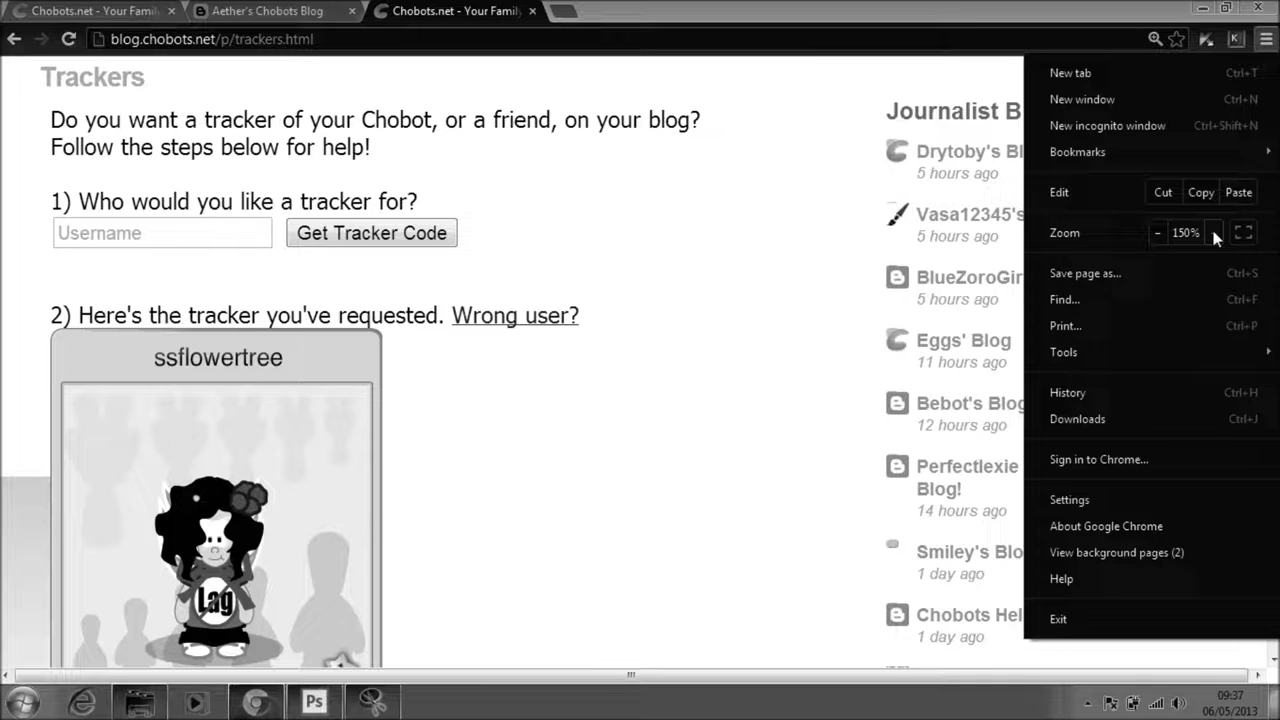 Chobots.net - Your Fami
Aether's Chobots Blog
Chobots.net - Your Family
blog.chobots.net/p/trackers.html
Trackers
Do you want a tracker of your Chobot, or a friend, on your blog?
Follow the steps below for help!
1) Who would you like a tracker for?
Username
Get Tracker Code
2) Here's the tracker you've requested. Wrong user?
ssflowertree
Lag
Journalist B
Drytoby's Bl
5 hours ago
Vasa12345's
5 hours ago
BlueZoroGir
5 hours ago
Eggs' Blog
11 hours ago
Bebot's Blog
12 hours ago
Perfectlexie
Blog!
14 hours ago
Smiley's Blo
1 day ago
Chobots Hel
1 day ago
New tab Ctrl+T
New window Ctrl+N
New incognito window Ctrl+Shift+N
Bookmarks
Edit Cut Copy Paste
Zoom − 150%
Save page as... Ctrl+S
Find... Ctrl+F
Print... Ctrl+P
Tools
History Ctrl+H
Downloads Ctrl+J
Sign in to Chrome...
Settings
About Google Chrome
View background pages (2)
Help
Exit
Ps
09:37
06/05/2013